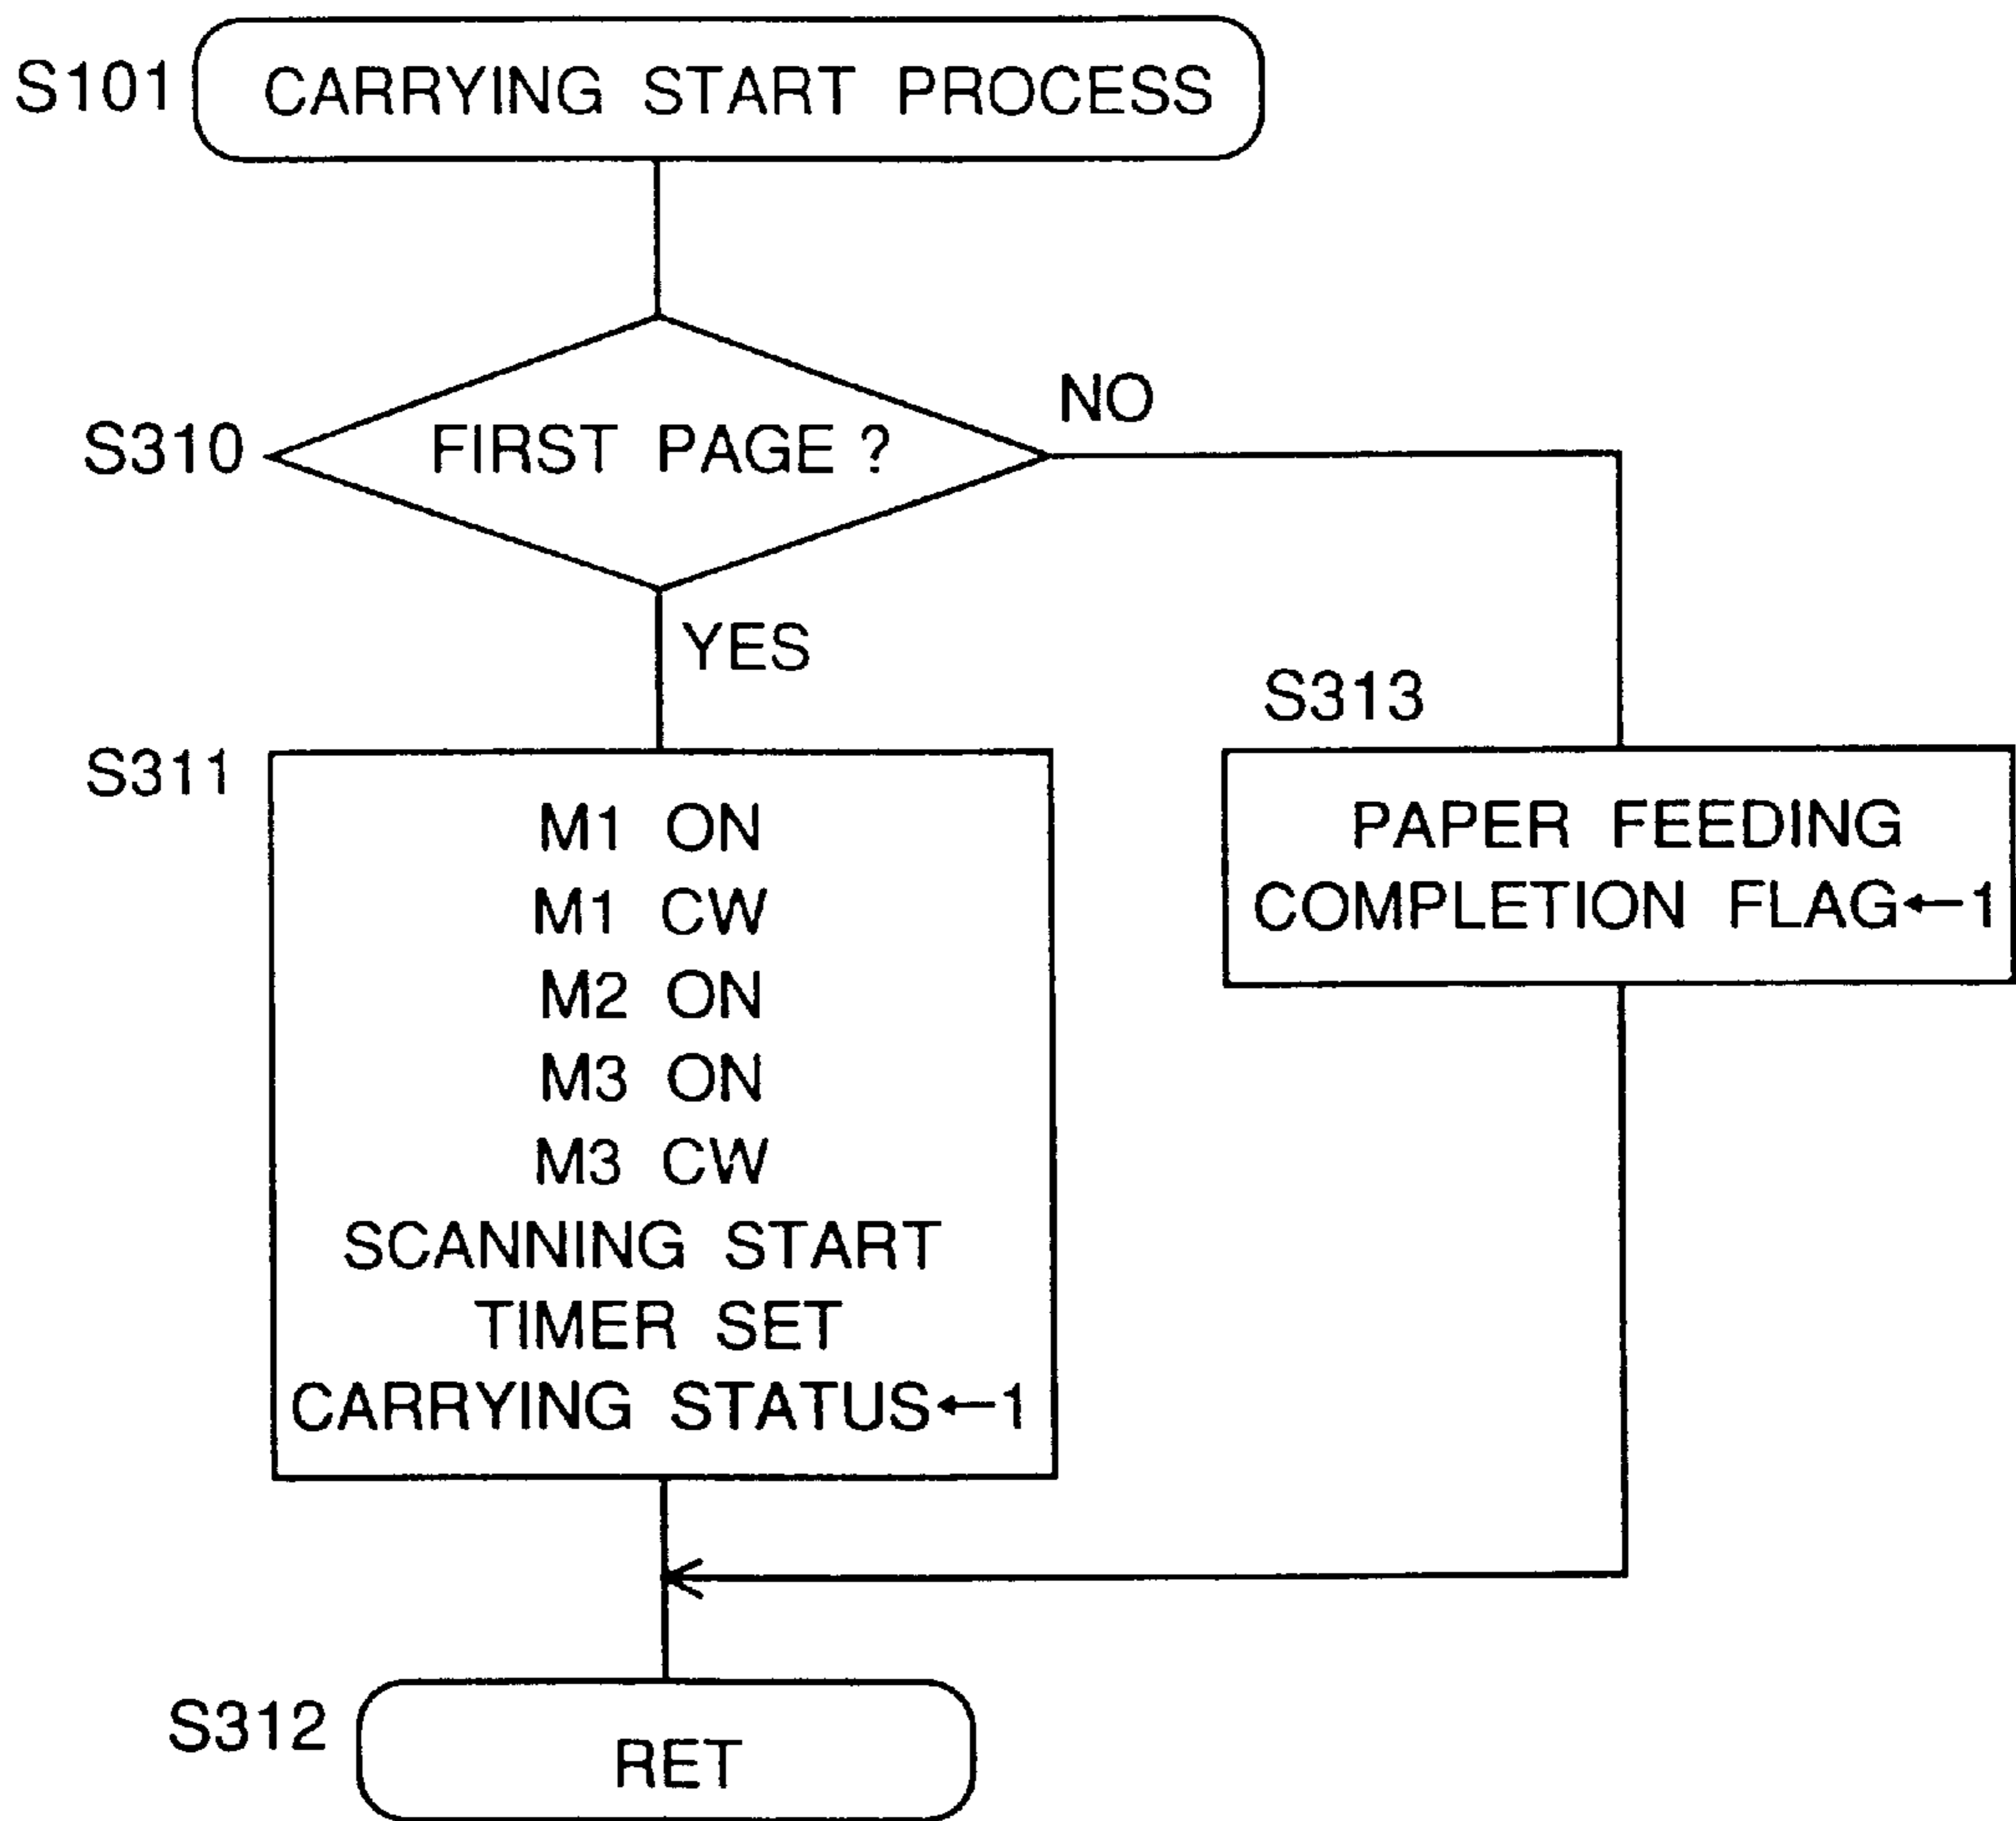 S101 CARRYING START PROCESS
S310 FIRST PAGE ?
NO
YES
S311
M1 ON
M1 CW
M2 ON
M3 ON
M3 CW
SCANNING START
TIMER SET
CARRYING STATUS←1
S313
PAPER FEEDING
COMPLETION FLAG←1
S312
RET